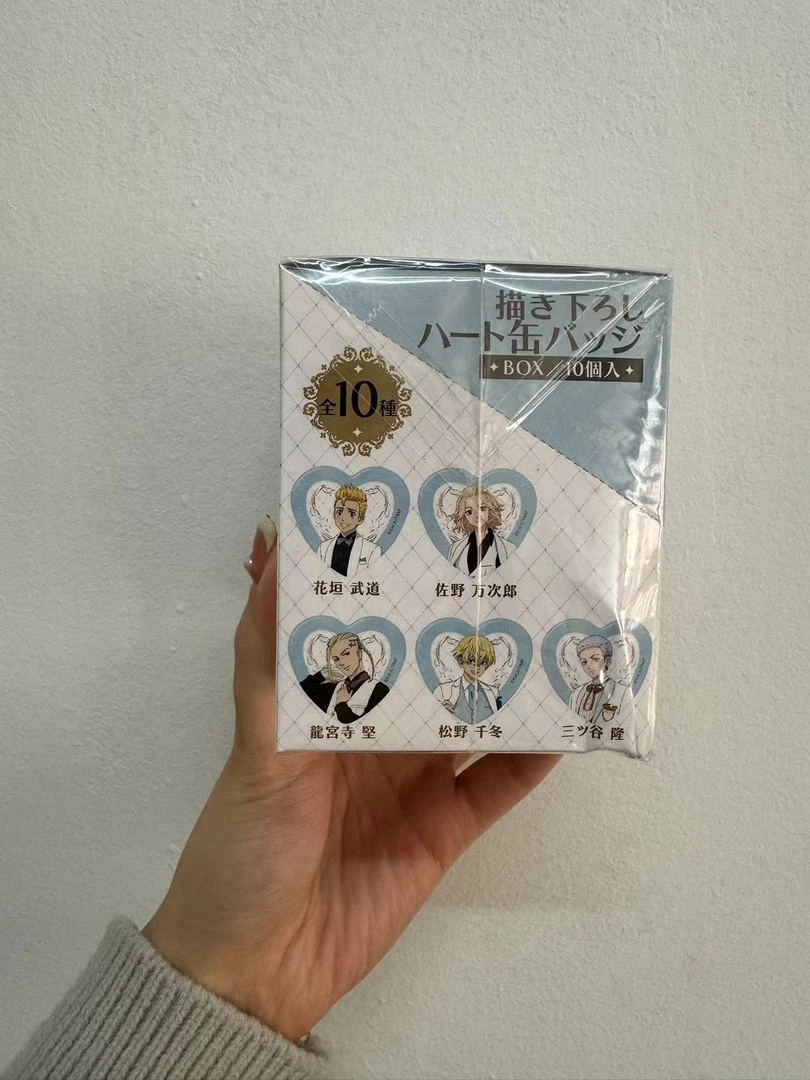 描き下ろし
ハート缶バッジ
BOX/10個入
全10種
花垣 武道
佐野 万次郎
龍宮寺 堅
松野 千冬
三ツ谷 隆